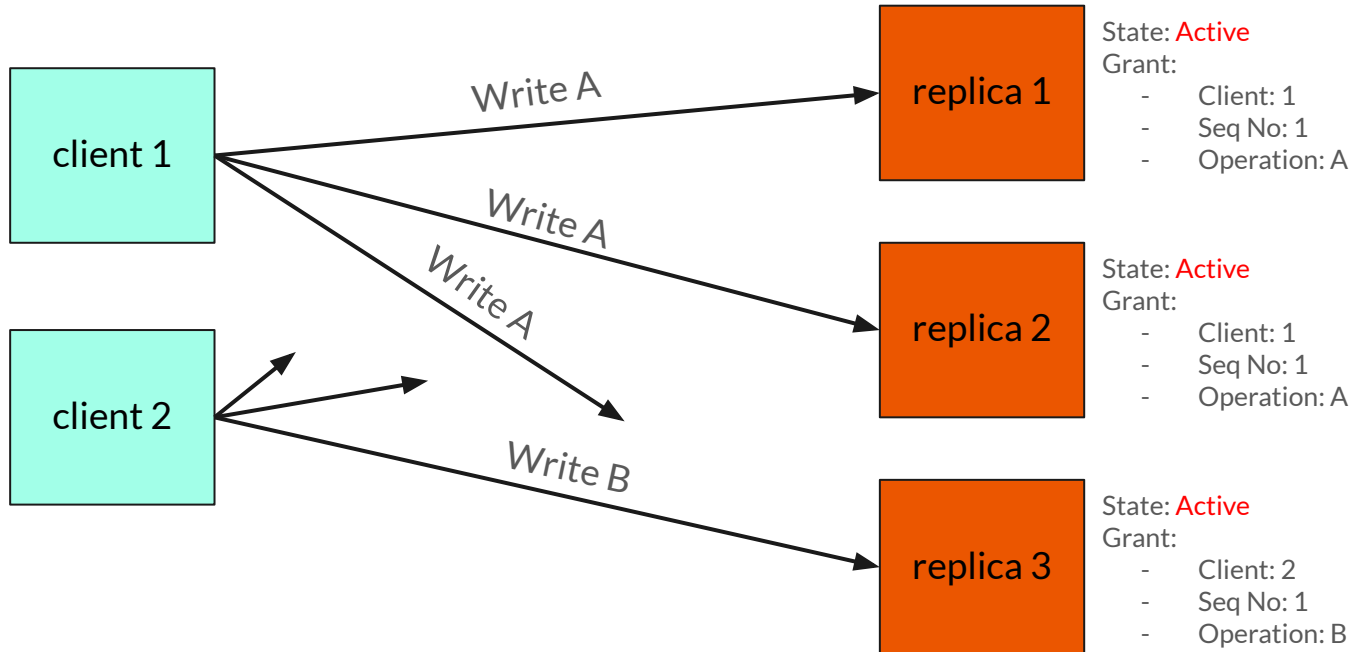 State: Active
Grant:
- Client: 1
- Seq No: 1
- Operation: A
replica 1
Write A
client 1
Write A
Write A
State: Active
Grant:
- Client: 1
- Seq No: 1
- Operation: A
replica 2
client 2
Write B
State: Active
Grant:
- Client: 2
- Seq No: 1
- Operation: B
replica 3